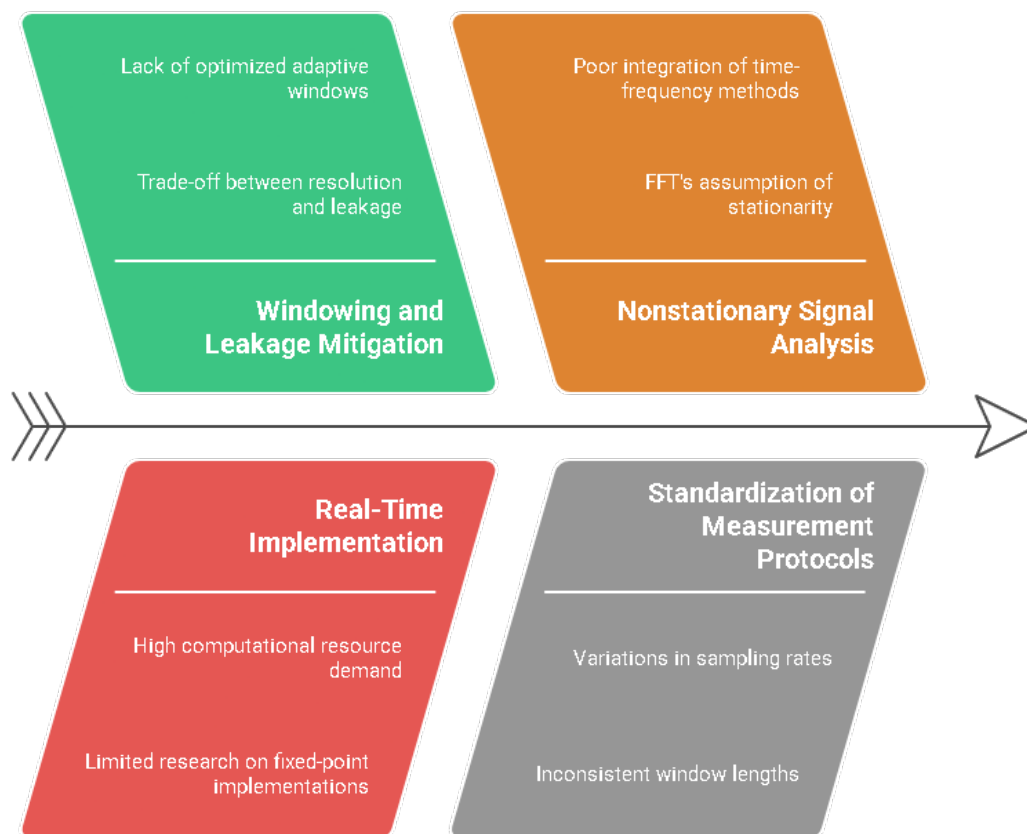 Lack of optimized adaptive
windows
Trade-off between resolution
and leakage
Windowing and
Leakage Mitigation
Poor integration of time-
frequency methods
FFT's assumption of
stationarity
Nonstationary Signal
Analysis
Real-Time
Implementation
High computational resource
demand
Limited research on fixed-point
implementations
Standardization of
Measurement
Protocols
Variations in sampling rates
Inconsistent window lengths